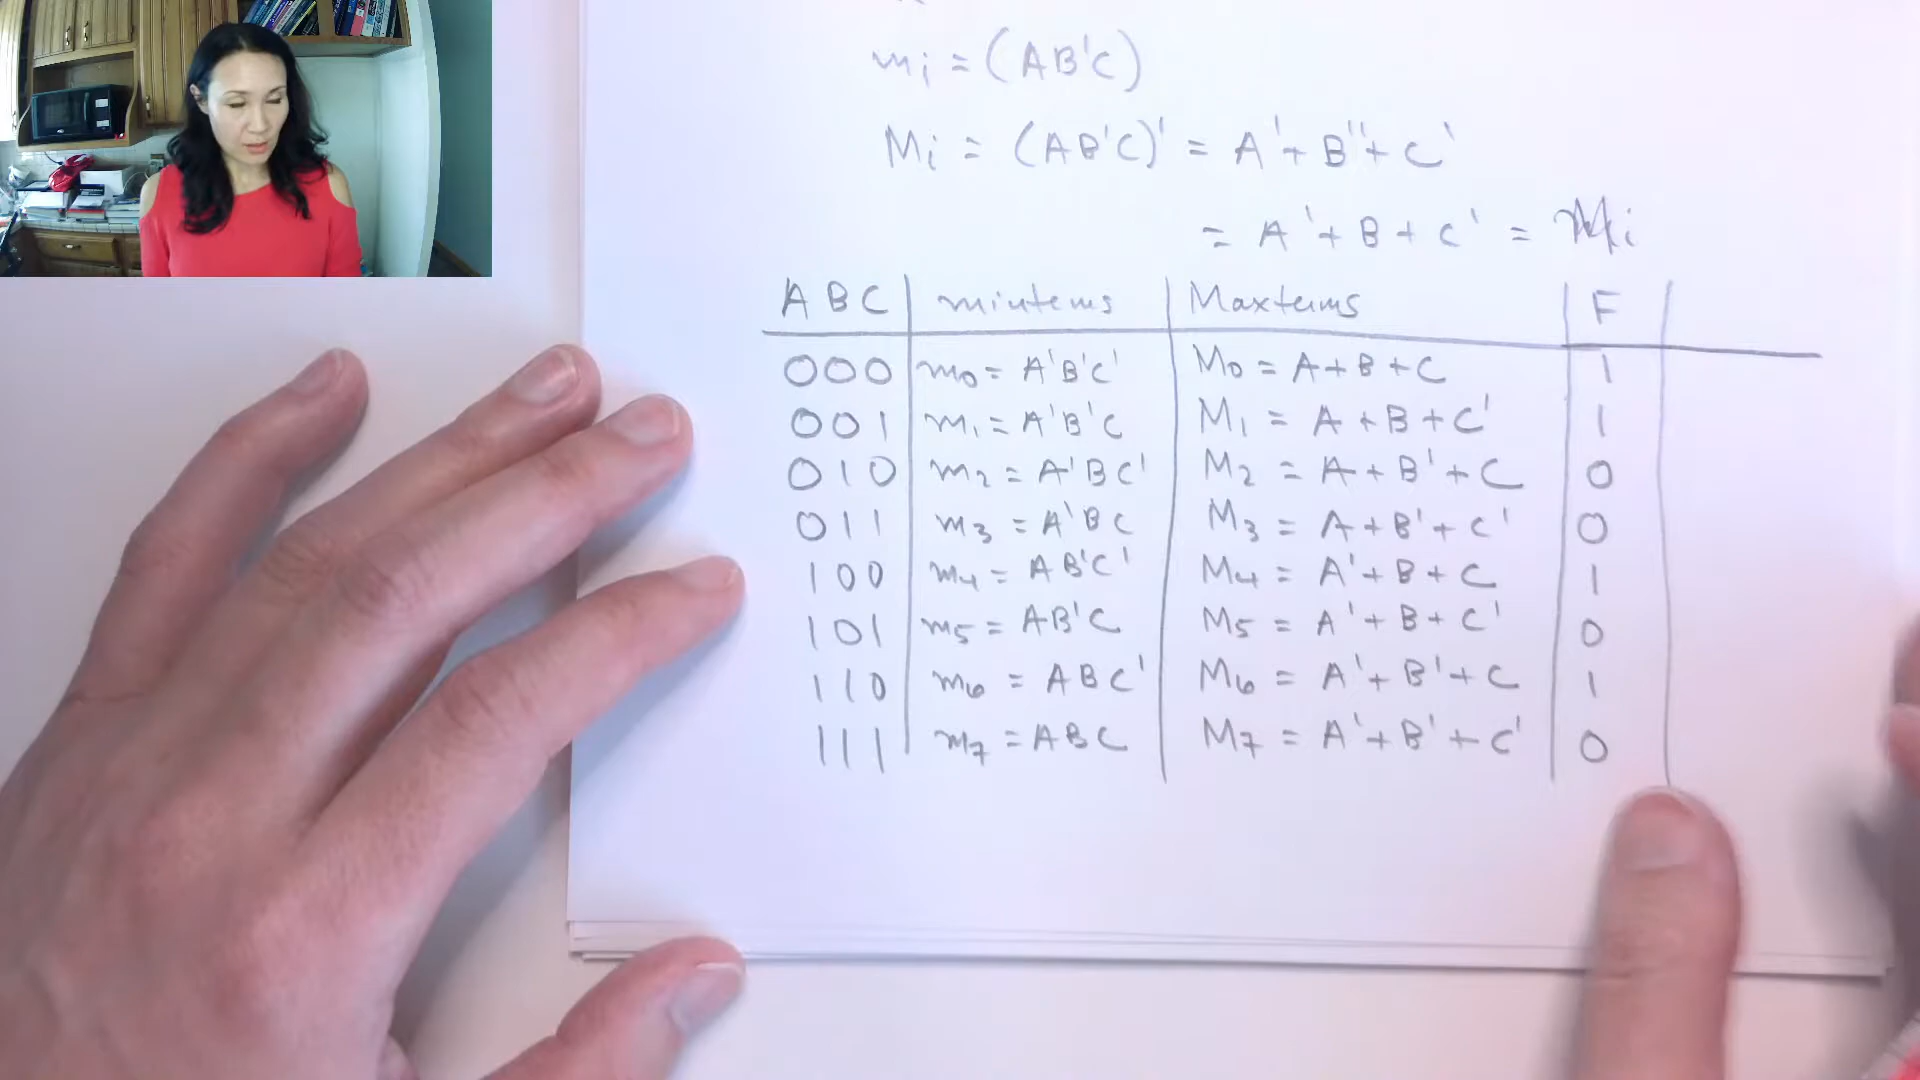 mi = (AB'C)
Mi = (AB'C)' = A' + B'' + C'
= A' + B + C' = Mi
A B C minterms Maxterms F
000 m0 = A'B'C' M0 = A+B+C 1
001 m1 = A'B'C M1 = A+B+C' 1
010 m2 = A'BC' M2 = A+B'+C 0
011 m3 = A'BC M3 = A+B'+C' 0
100 m4 = AB'C' M4 = A'+B+C 1
101 m5 = AB'C M5 = A'+B+C' 0
110 m6 = ABC' M6 = A'+B'+C 1
111 m7 = ABC M7 = A'+B'+C' 0